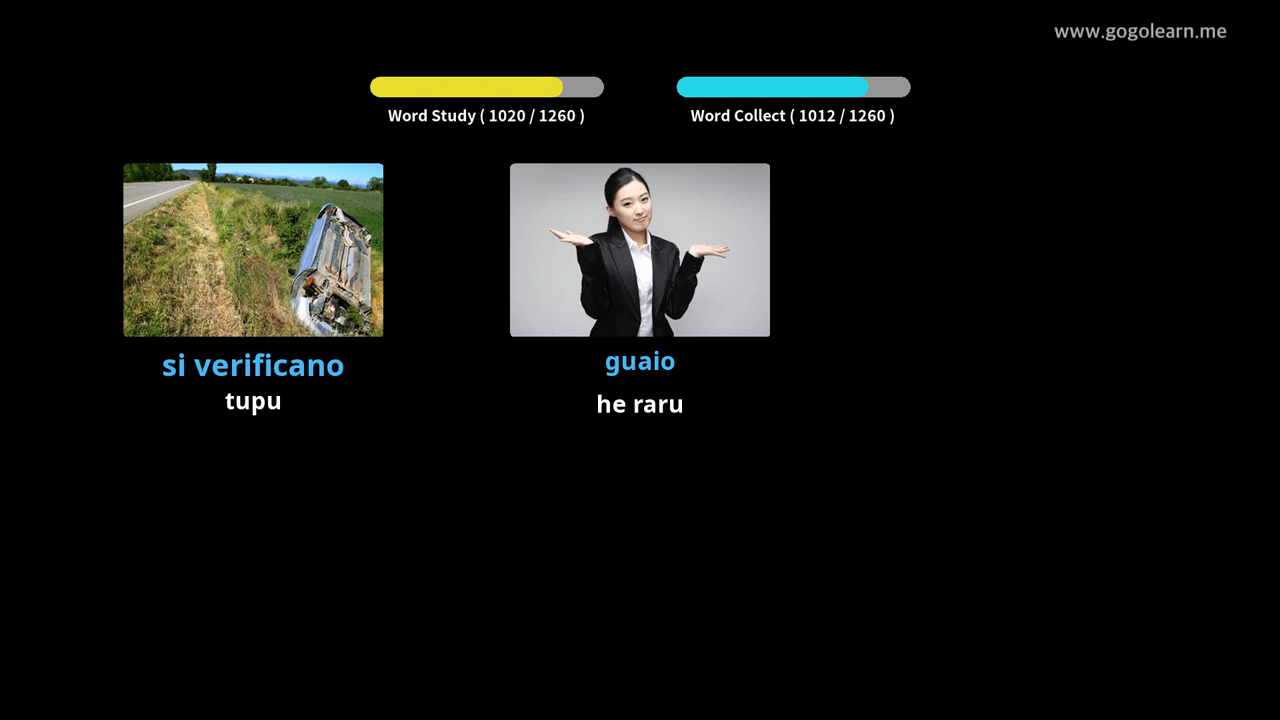 www.gogolearn.me
Word Study ( 1020 / 1260 )
Word Collect ( 1012 / 1260 )
si verificano
tupu
guaio
he raru